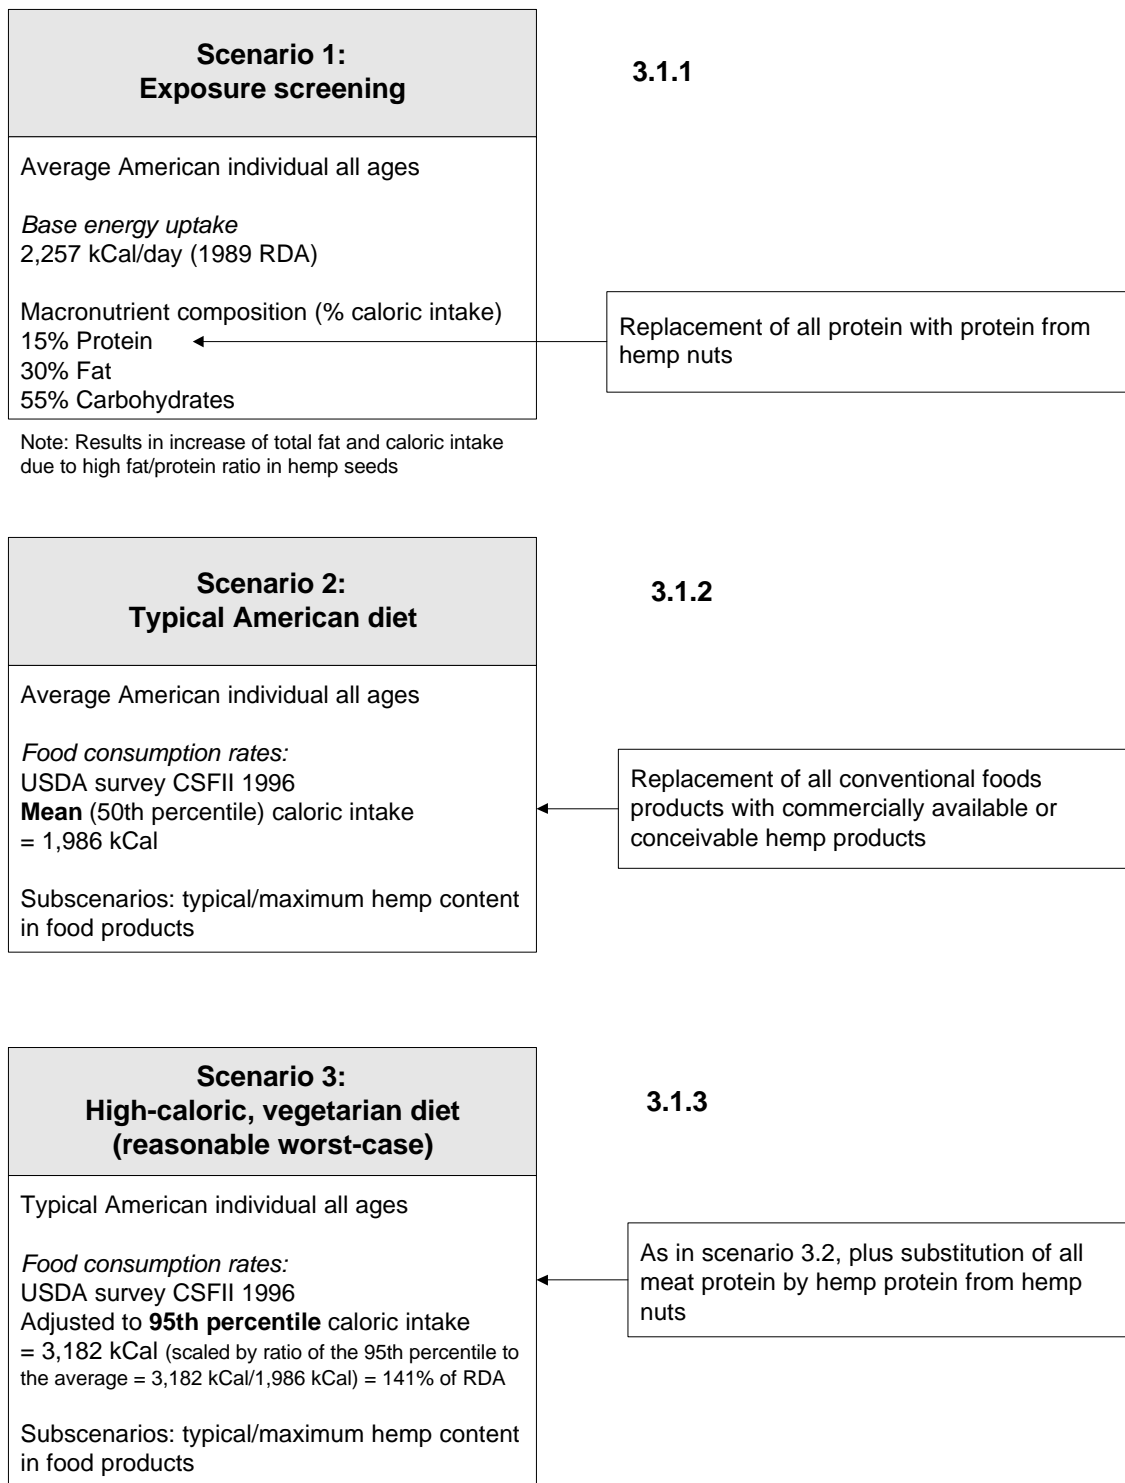 Scenario 1:
Exposure screening
3.1.1
Average American individual all ages
Base energy uptake
2,257 kCal/day (1989 RDA)
Macronutrient composition (% caloric intake)
15% Protein
30% Fat
55% Carbohydrates
Replacement of all protein with protein from
hemp nuts
Note: Results in increase of total fat and caloric intake
due to high fat/protein ratio in hemp seeds
Scenario 2:
Typical American diet
3.1.2
Average American individual all ages
Food consumption rates:
USDA survey CSFII 1996
Mean (50th percentile) caloric intake
= 1,986 kCal
Subscenarios: typical/maximum hemp content
in food products
Replacement of all conventional foods
products with commercially available or
conceivable hemp products
Scenario 3:
High-caloric, vegetarian diet
(reasonable worst-case)
3.1.3
Typical American individual all ages
Food consumption rates:
USDA survey CSFII 1996
Adjusted to 95th percentile caloric intake
= 3,182 kCal (scaled by ratio of the 95th percentile to
the average = 3,182 kCal/1,986 kCal) = 141% of RDA
Subscenarios: typical/maximum hemp content
in food products
As in scenario 3.2, plus substitution of all
meat protein by hemp protein from hemp
nuts